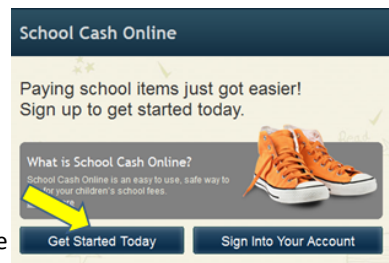 School Cash Online
Paying school items just got easier!
Sign up to get started today.
What is School Cash Online?
School Cash Online is an easy to use, safe way to
for your children's school fees.
e
Get Started Today
Sign Into Your Account